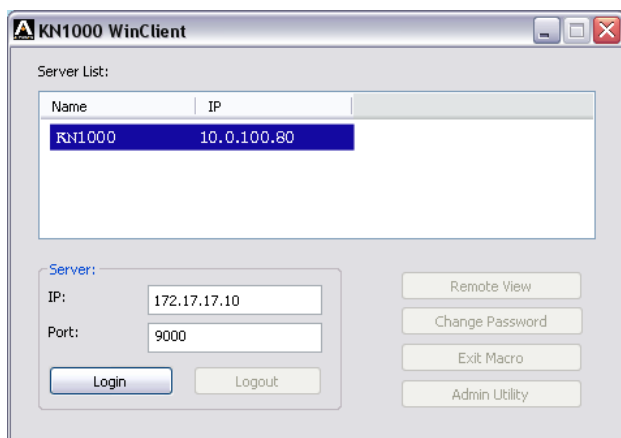 KN1000 WinClient
Server List:
Name IP
KN1000 10.0.100.80
Server:
IP: 172.17.17.10
Port: 9000
Login Logout
Remote View
Change Password
Exit Macro
Admin Utility